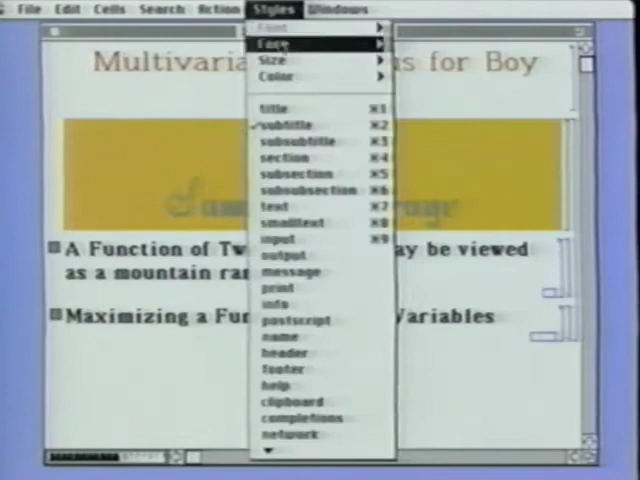 File Edit Cells Search Action Styles Windows
Font
Face
Size
Color
Multivaria s for Boy
title ⌘1
✓subtitle ⌘2
subsubtitle ⌘3
section ⌘4
subsection ⌘5
subsubsection ⌘6
text ⌘7
smalltext ⌘8
input ⌘9
output
message
print
info
postscript
name
header
footer
help
clipboard
completions
network
A Function of Tw ay be viewed
as a mountain ran
Maximizing a Fun Variables